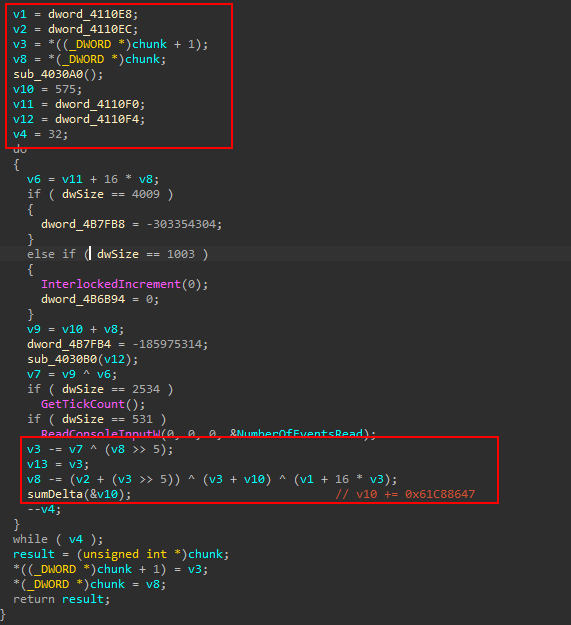 v1 = dword_4110E8;
v2 = dword_4110EC;
v3 = *((_DWORD *)chunk + 1);
v8 = *(_DWORD *)chunk;
sub_4030A0();
v10 = 575;
v11 = dword_4110F0;
v12 = dword_4110F4;
v4 = 32;
do
{
v6 = v11 + 16 * v8;
if ( dwSize == 4009 )
{
dword_4B7FB8 = -303354304;
}
else if ( dwSize == 1003 )
{
InterlockedIncrement(0);
dword_4B6B94 = 0;
}
v9 = v10 + v8;
dword_4B7FB4 = -185975314;
sub_4030B0(v12);
v7 = v9 ^ v6;
if ( dwSize == 2534 )
GetTickCount();
if ( dwSize == 531 )
ReadConsoleInputW(0, 0, 0, &NumberOfEventsRead);
v3 -= v7 ^ (v8 >> 5);
v13 = v3;
v8 -= (v2 + (v3 >> 5)) ^ (v3 + v10) ^ (v1 + 16 * v3);
sumDelta(&v10); // v10 += 0x61C88647
--v4;
}
while ( v4 );
result = (unsigned int *)chunk;
*((_DWORD *)chunk + 1) = v3;
*(_DWORD *)chunk = v8;
return result;
}